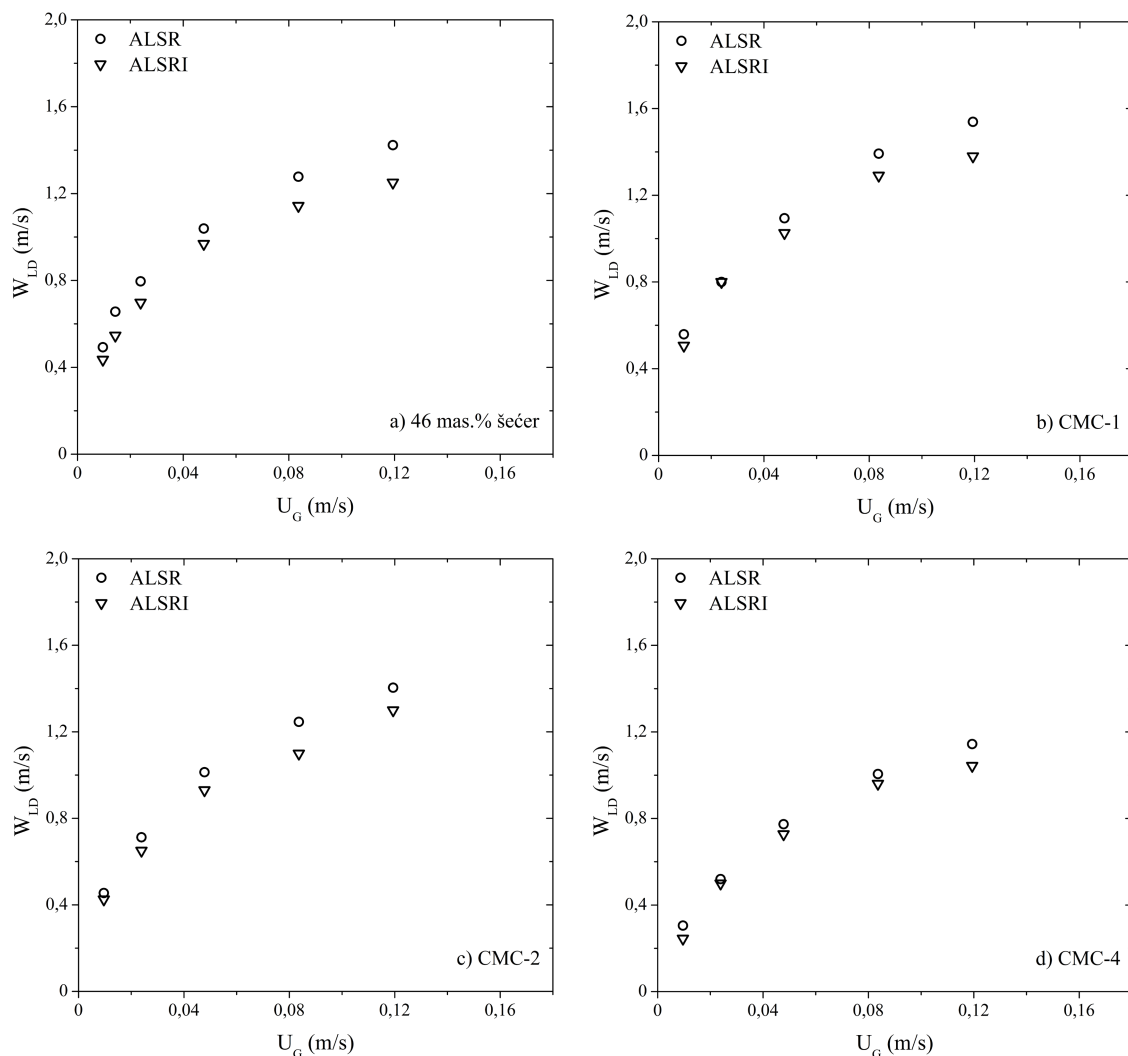 2,0
1,6
1,2
0,8
0,4
0
W_LD (m/s)
ALSR
ALSRI
a) 46 mas.% šećer
0 0,04 0,08 0,12 0,16
U_G (m/s)
2,0
1,6
1,2
0,8
0,4
0
W_LD (m/s)
ALSR
ALSRI
b) CMC-1
0 0,04 0,08 0,12 0,16
U_G (m/s)
2,0
1,6
1,2
0,8
0,4
0
W_LD (m/s)
ALSR
ALSRI
c) CMC-2
0 0,04 0,08 0,12 0,16
U_G (m/s)
2,0
1,6
1,2
0,8
0,4
0
W_LD (m/s)
ALSR
ALSRI
d) CMC-4
0 0,04 0,08 0,12 0,16
U_G (m/s)